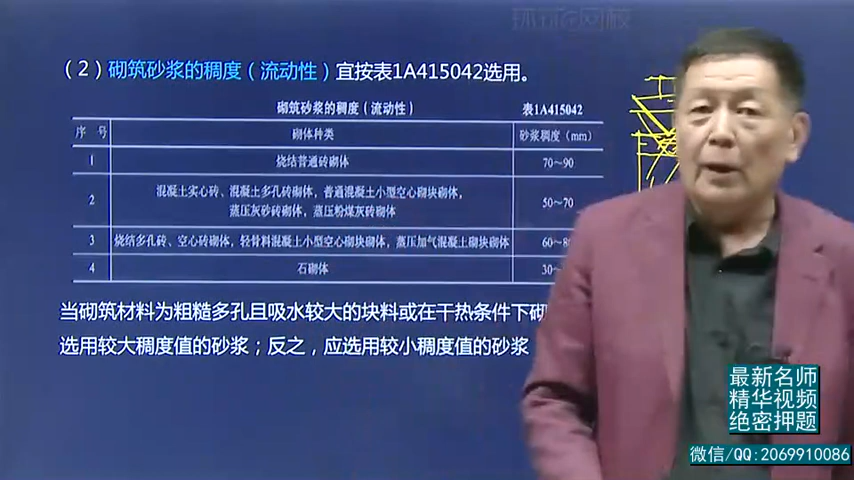 环球e网校
（2）砌筑砂浆的稠度（流动性）宜按表1A415042选用。
砌筑砂浆的稠度（流动性） 表1A415042
序 号 砌体种类 砂浆稠度（mm）
1 烧结普通砖砌体 70～90
2 混凝土实心砖、混凝土多孔砖砌体，普通混凝土小型空心砌块砌体，
蒸压灰砂砖砌体，蒸压粉煤灰砖砌体 50～70
3 烧结多孔砖、空心砖砌体，轻骨料混凝土小型空心砌块砌体，蒸压加气混凝土砌块砌体 60～8
4 石砌体 30～
当砌筑材料为粗糙多孔且吸水较大的块料或在干热条件下砌
选用较大稠度值的砂浆；反之，应选用较小稠度值的砂浆
最新名师
精华视频
绝密押题
微信/QQ:2069910086